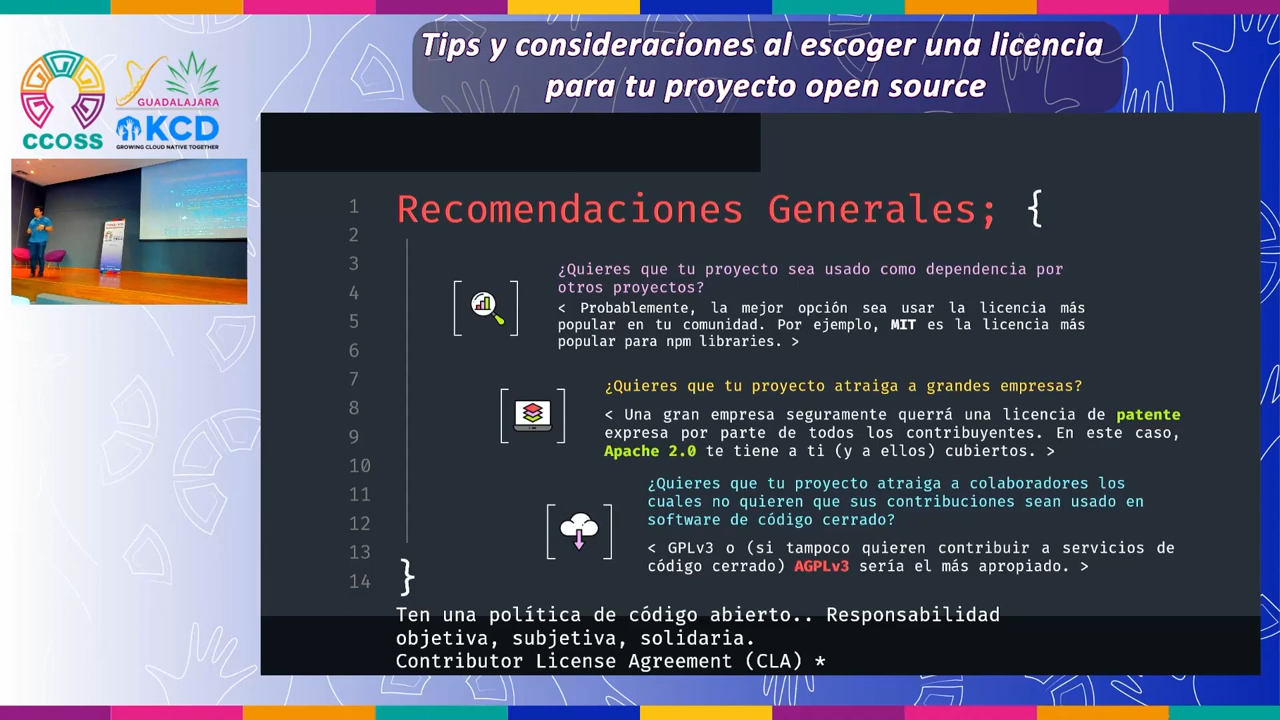 Tips y consideraciones al escoger una licencia
para tu proyecto open source
CCOSS
GUADALAJARA
KCD
GROWING CLOUD NATIVE TOGETHER
1
2
3
4
5
6
7
8
9
10
11
12
13
14
Recomendaciones Generales; {
¿Quieres que tu proyecto sea usado como dependencia por
otros proyectos?
< Probablemente, la mejor opción sea usar la licencia más
popular en tu comunidad. Por ejemplo, MIT es la licencia más
popular para npm libraries. >
¿Quieres que tu proyecto atraiga a grandes empresas?
< Una gran empresa seguramente querrá una licencia de patente
expresa por parte de todos los contribuyentes. En este caso,
Apache 2.0 te tiene a ti (y a ellos) cubiertos. >
¿Quieres que tu proyecto atraiga a colaboradores los
cuales no quieren que sus contribuciones sean usado en
software de código cerrado?
< GPLv3 o (si tampoco quieren contribuir a servicios de
código cerrado) AGPLv3 sería el más apropiado. >
}
Ten una política de código abierto.. Responsabilidad
objetiva, subjetiva, solidaria.
Contributor License Agreement (CLA) *